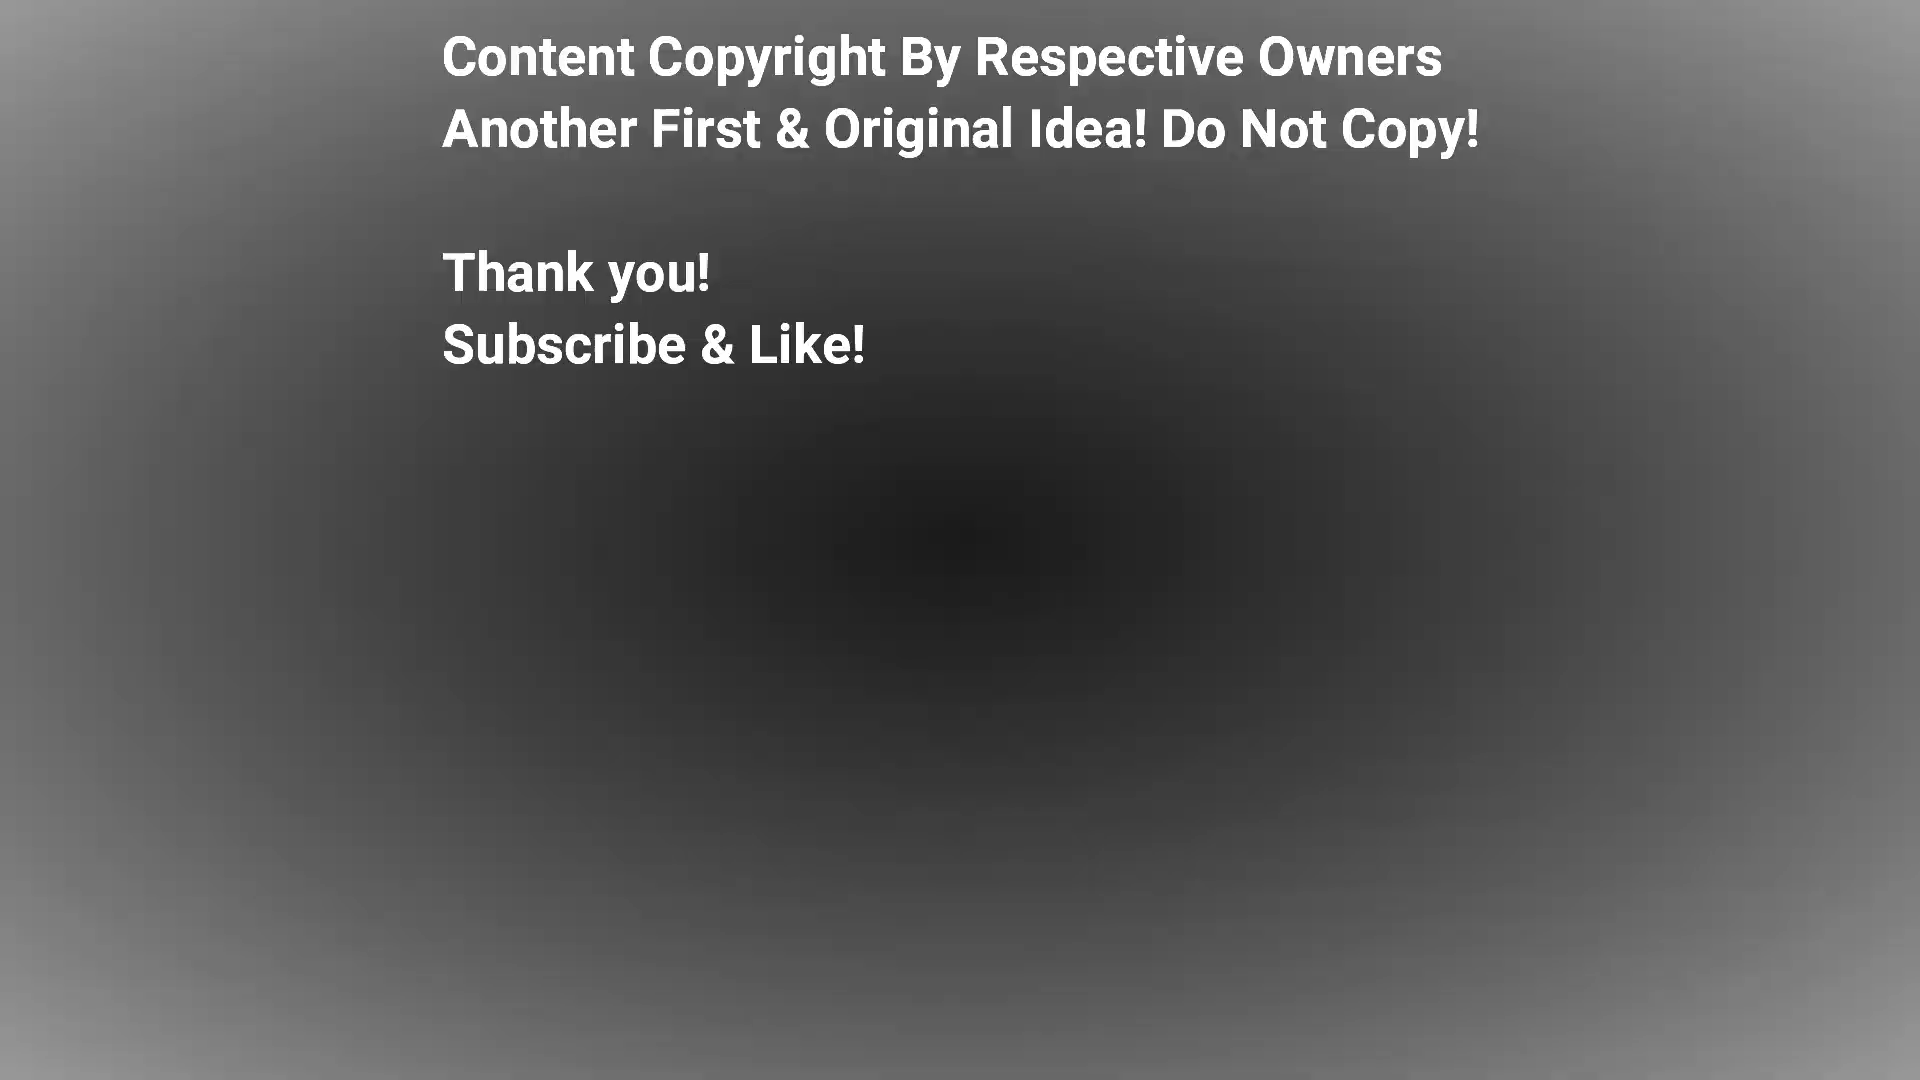 Content Copyright By Respective Owners
Another First & Original Idea! Do Not Copy!
Thank you!
Subscribe & Like!